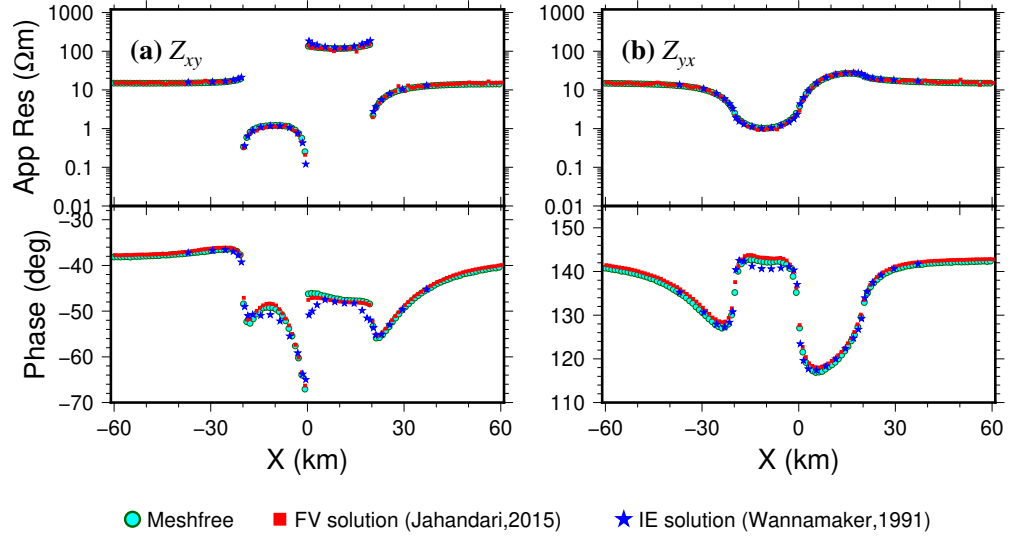 1000
100
10
1
0.1
0.01
App Res (Ωm)
(a) Zxy
1000
100
10
1
0.1
0.01
(b) Zyx
−30
−40
−50
−60
−70
Phase (deg)
150
140
130
120
110
−60 −30 0 30 60
X (km)
−60 −30 0 30 60
X (km)
Meshfree FV solution (Jahandari,2015) IE solution (Wannamaker,1991)